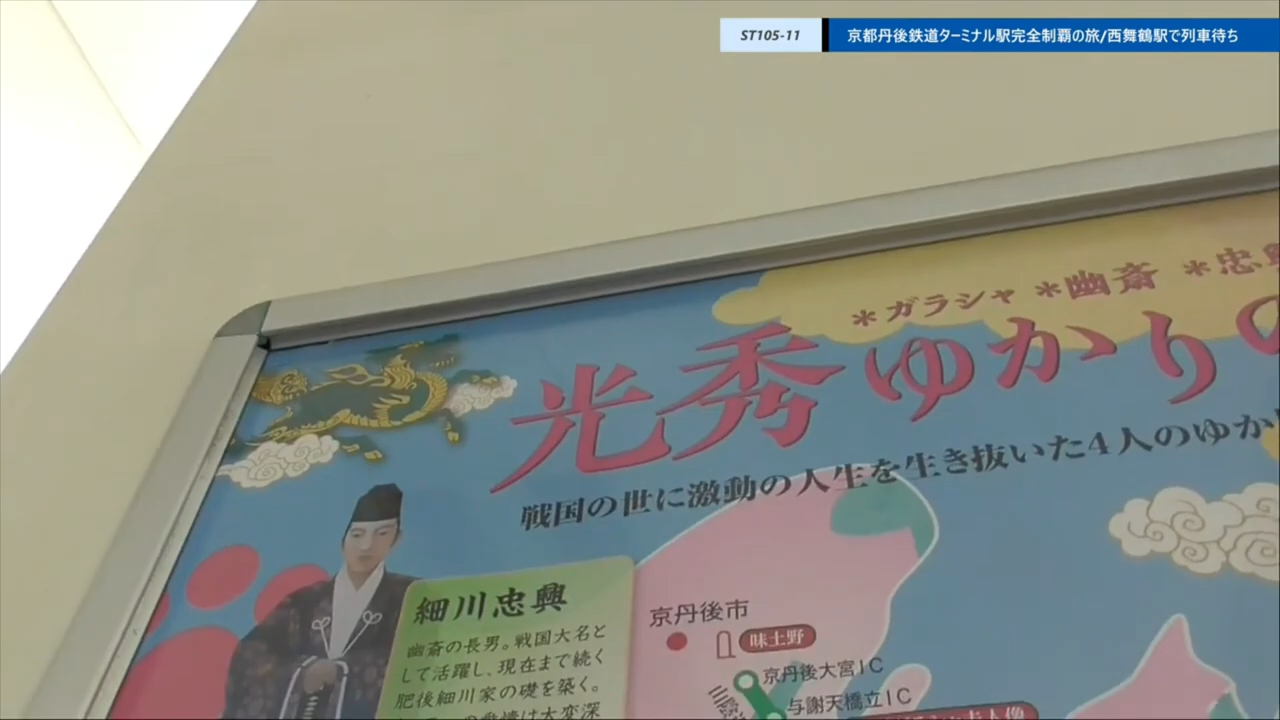 ST105-11
京都丹後鉄道ターミナル駅完全制覇の旅/西舞鶴駅で列車待ち
＊ガラシャ ＊幽斎 ＊忠興
光秀ゆかりの
戦国の世に激動の人生を生き抜いた4人のゆか
細川忠興
幽斎の長男。戦国大名と
して活躍し、現在まで続く
肥後細川家の礎を築く。
京丹後市
味土野
京丹後大宮IC
与謝天橋立IC